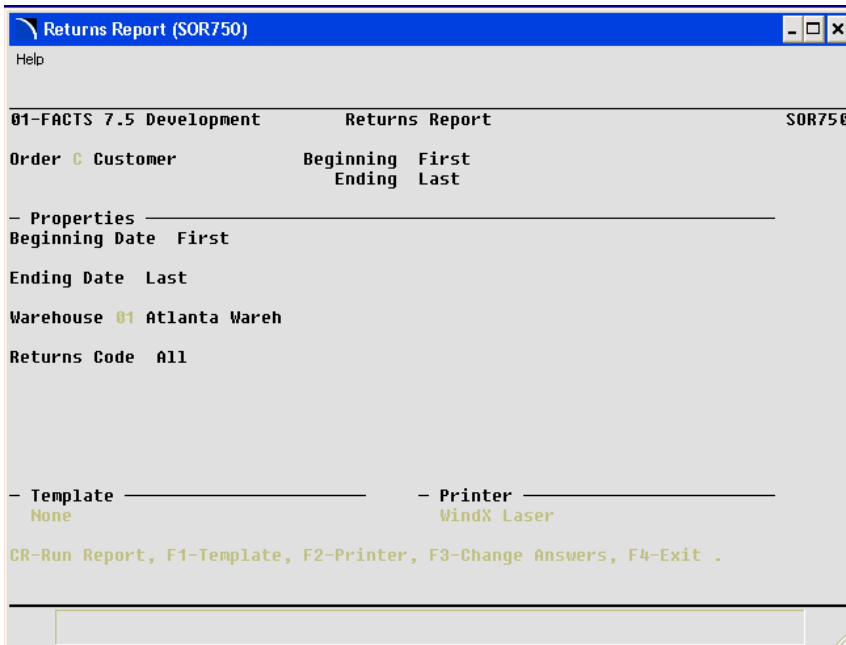 Returns Report (SOR750)
Help
01-FACTS 7.5 Development Returns Report SOR750
Order C Customer Beginning First
Ending Last
Properties
Beginning Date First
Ending Date Last
Warehouse 01 Atlanta Wareh
Returns Code All
Template Printer
None WindX Laser
CR-Run Report, F1-Template, F2-Printer, F3-Change Answers, F4-Exit .